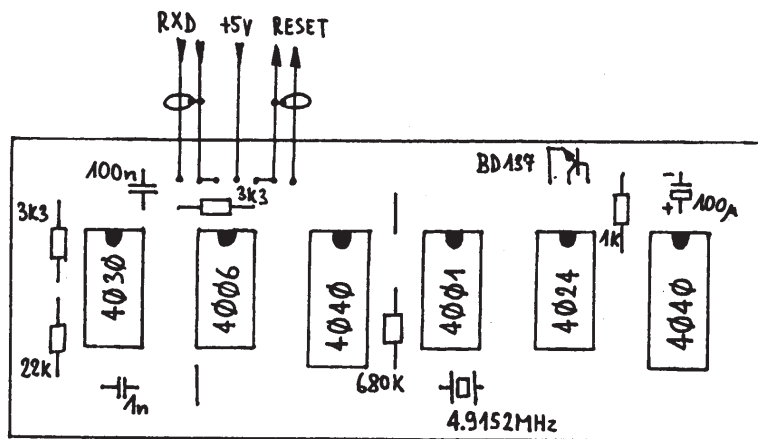 RXD +5V RESET
100n
3k3
BD137
3k3
1k
- 
+ 100µ
4030
4006
4040
4001
4024
4040
22k
1n
680K
4.9152MHz